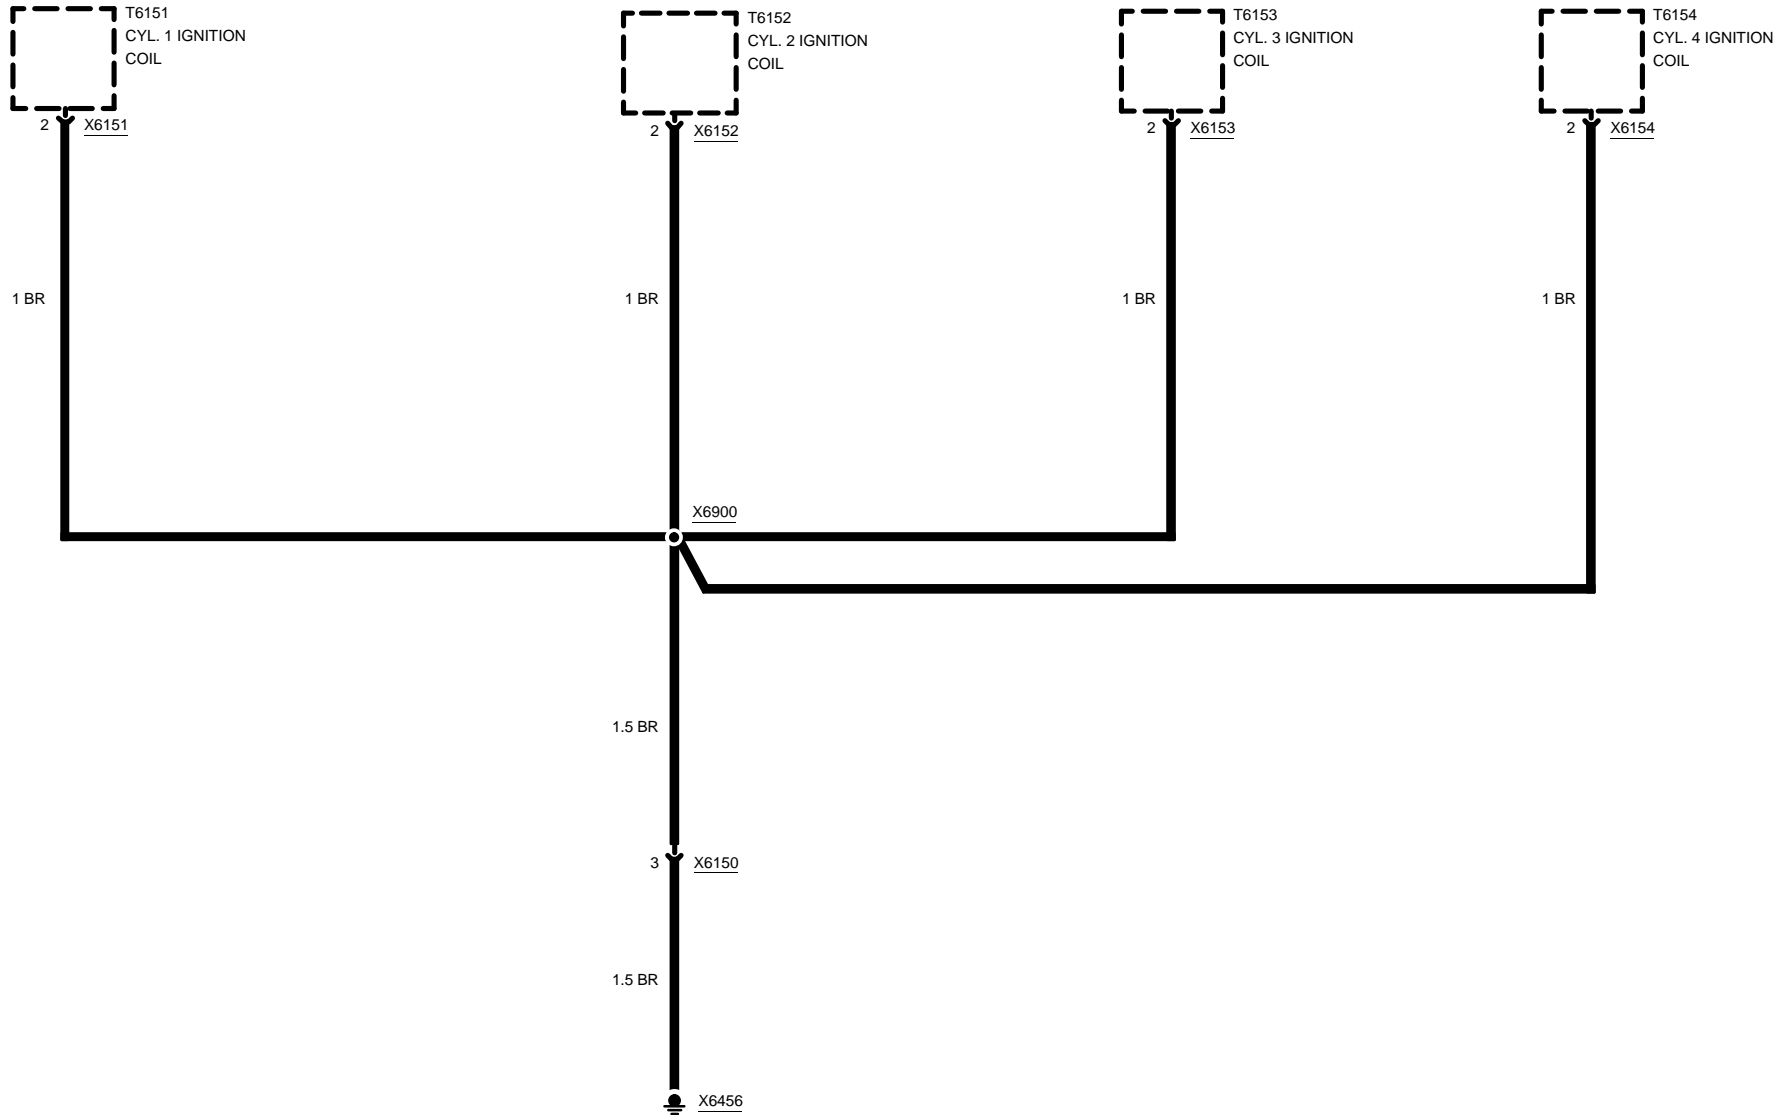 T6151
CYL. 1 IGNITION
COIL
2
X6151
T6152
CYL. 2 IGNITION
COIL
2
X6152
T6153
CYL. 3 IGNITION
COIL
2
X6153
T6154
CYL. 4 IGNITION
COIL
2
X6154
1 BR
1 BR
1 BR
1 BR
X6900
1.5 BR
3
X6150
1.5 BR
X6456